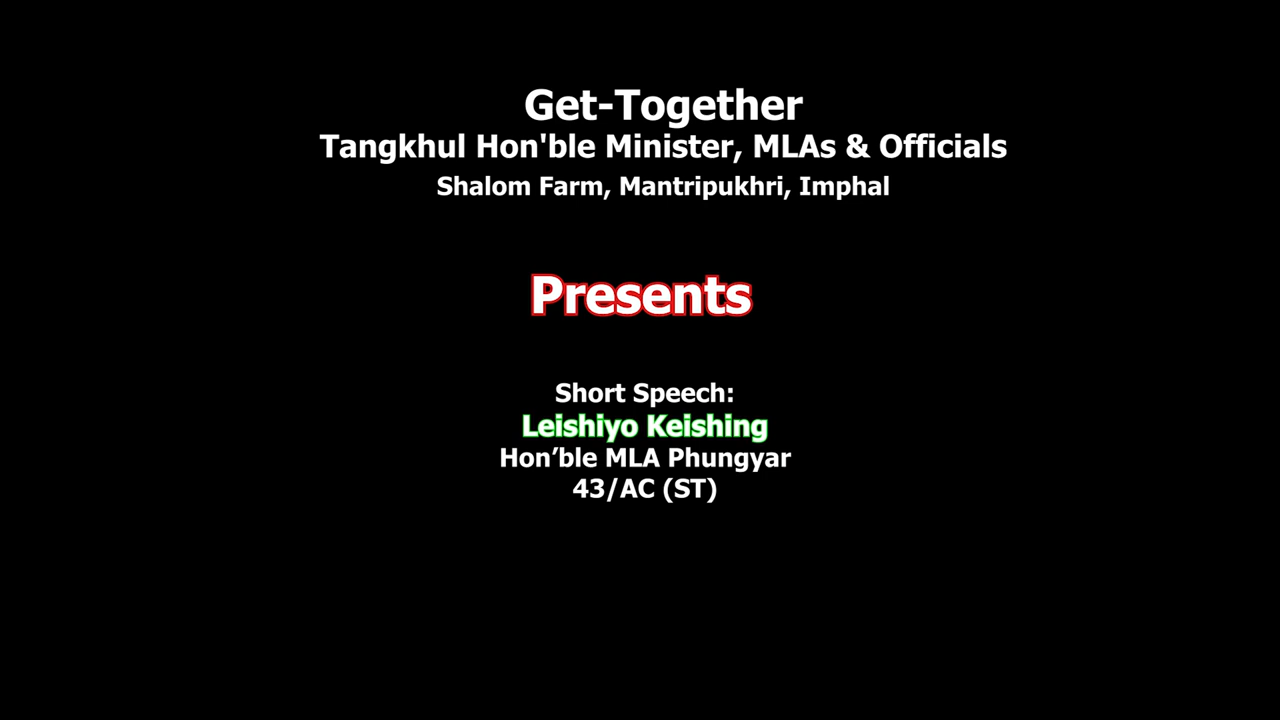 Get-Together
Tangkhul Hon'ble Minister, MLAs & Officials
Shalom Farm, Mantripukhri, Imphal
Presents
Short Speech:
Leishiyo Keishing
Hon’ble MLA Phungyar
43/AC (ST)